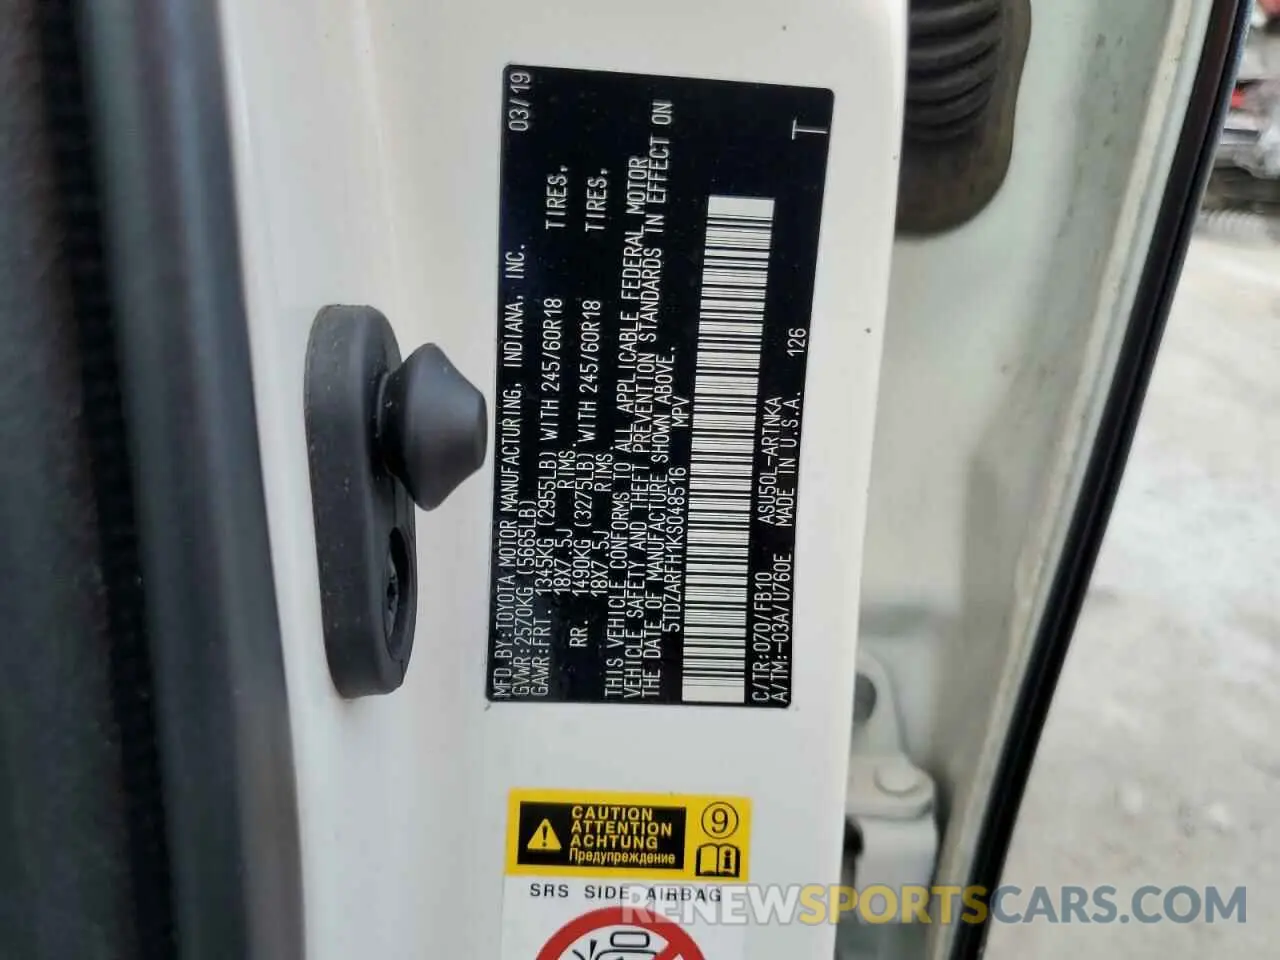 MFD.BY:TOYOTA MOTOR MANUFACTURING, INDIANA, INC. 03/19
GVWR:2570KG (5665LB)
GAWR:FRT. 1345KG (2955LB) WITH 245/60R18 TIRES,
18X7.5J RIMS.
RR. 1490KG (3275LB) WITH 245/60R18 TIRES,
18X7.5J RIMS.
THIS VEHICLE CONFORMS TO ALL APPLICABLE FEDERAL MOTOR
VEHICLE SAFETY AND THEFT PREVENTION STANDARDS IN EFFECT ON
THE DATE OF MANUFACTURE SHOWN ABOVE.
5TDZARFH1KS048516 MPV
C/TR:070/FB10 ASU50L-ARTNKA 126 T
A/TM:-03A/U760E MADE IN U.S.A.
CAUTION
ATTENTION
ACHTUNG
Предупреждение
9
SRS SIDE AIRBAG
RENEWSPORTSCARS.COM